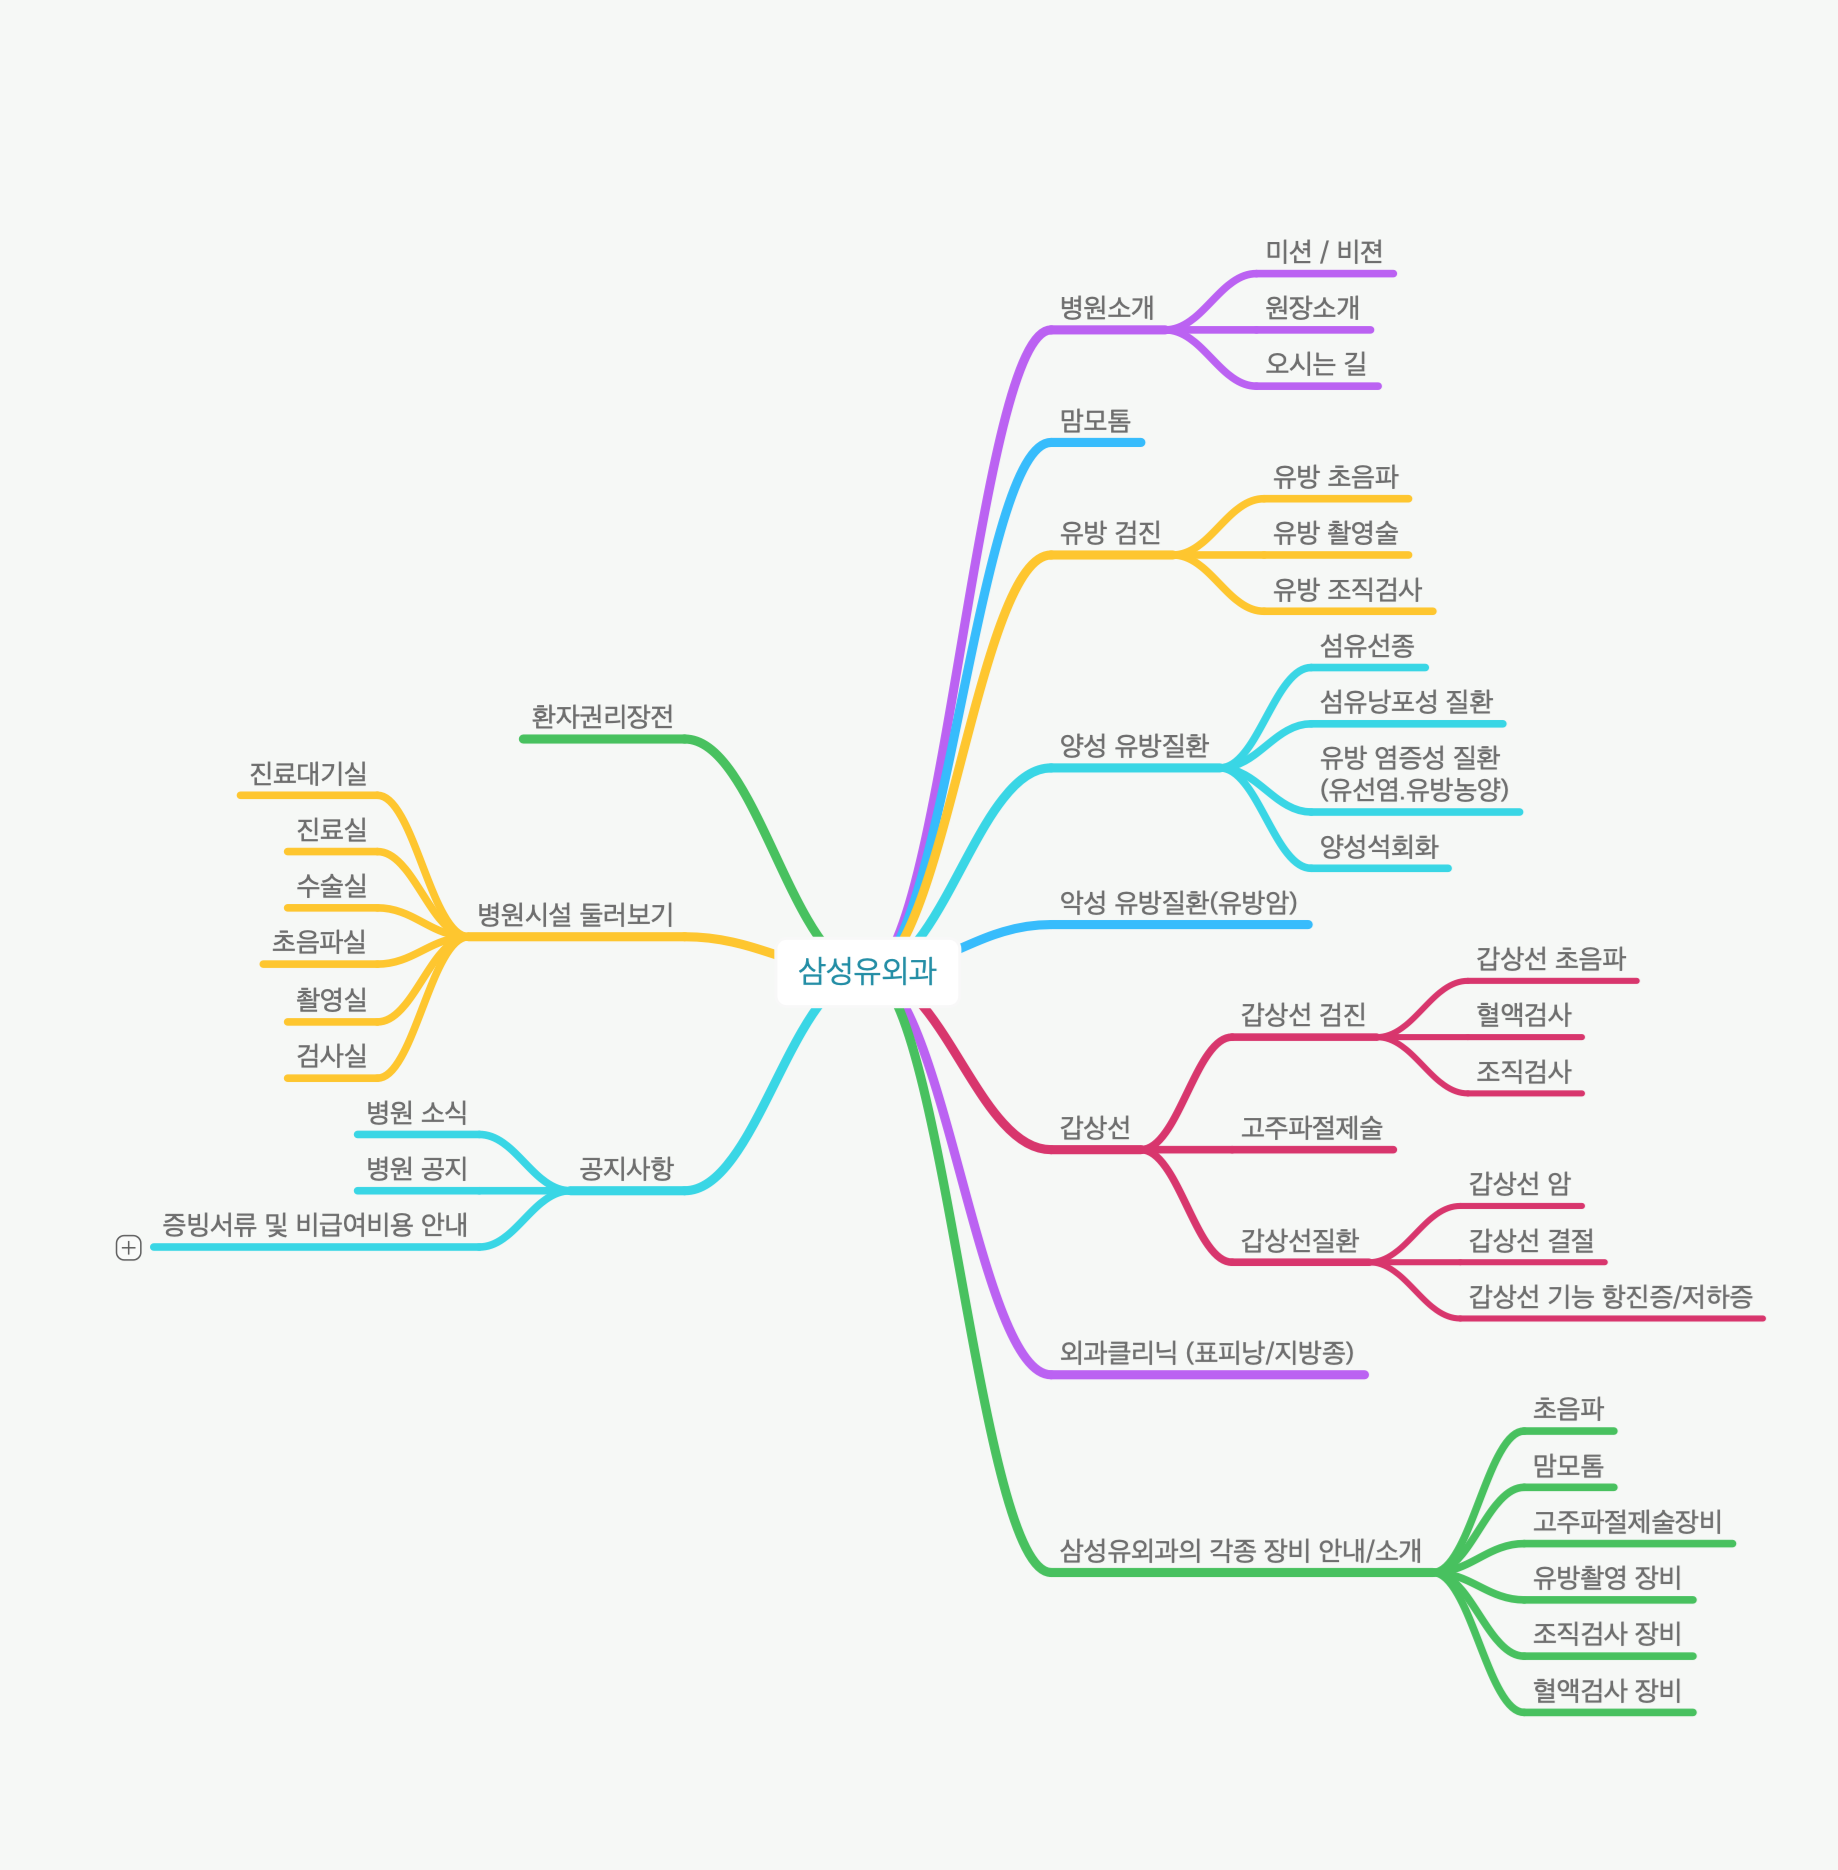 삼성유외과
병원소개
미션 / 비젼
원장소개
오시는 길
맘모톰
유방 검진
유방 초음파
유방 촬영술
유방 조직검사
양성 유방질환
섬유선종
섬유낭포성 질환
유방 염증성 질환
(유선염.유방농양)
양성석회화
악성 유방질환(유방암)
갑상선
갑상선 검진
갑상선 초음파
혈액검사
조직검사
고주파절제술
갑상선질환
갑상선 암
갑상선 결절
갑상선 기능 항진증/저하증
외과클리닉 (표피낭/지방종)
삼성유외과의 각종 장비 안내/소개
초음파
맘모톰
고주파절제술장비
유방촬영 장비
조직검사 장비
혈액검사 장비
환자권리장전
병원시설 둘러보기
진료대기실
진료실
수술실
초음파실
촬영실
검사실
공지사항
병원 소식
병원 공지
증빙서류 및 비급여비용 안내